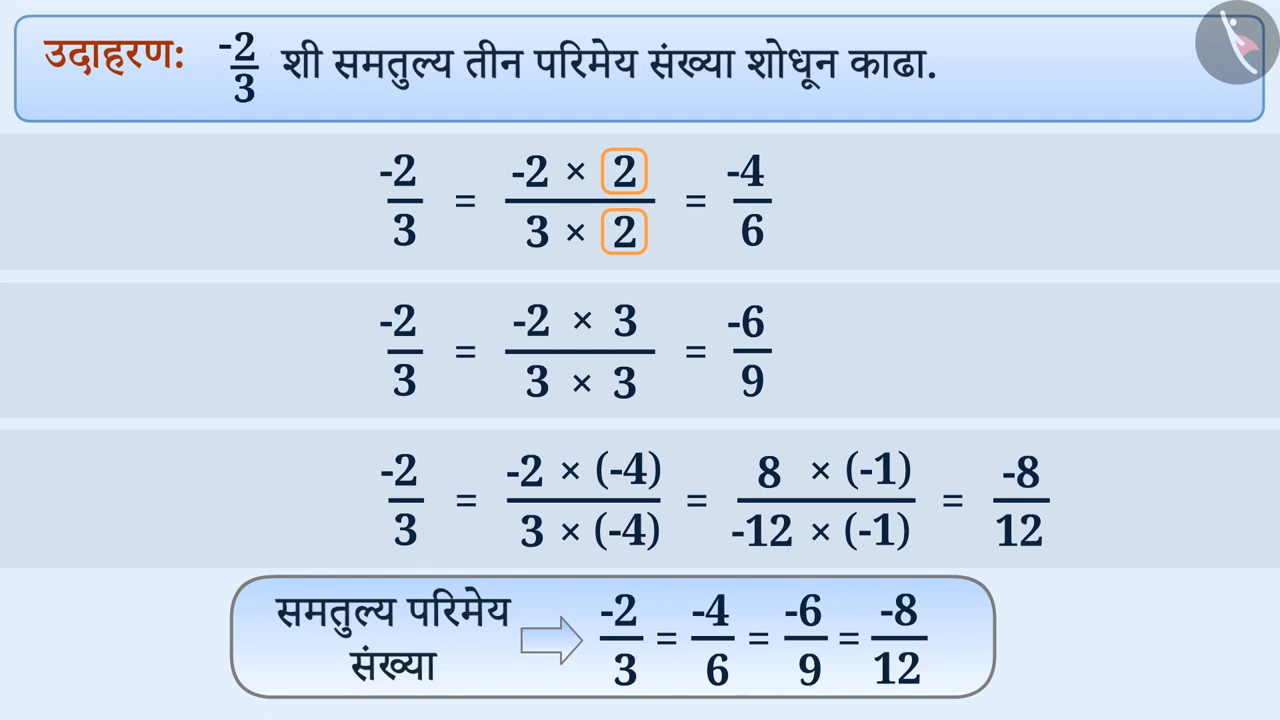 उदाहरण: -2/3 शी समतुल्य तीन परिमेय संख्या शोधून काढा.
-2/3 = -2 × 2 / 3 × 2 = -4/6
-2/3 = -2 × 3 / 3 × 3 = -6/9
-2/3 = -2 × (-4) / 3 × (-4) = 8 × (-1) / -12 × (-1) = -8/12
समतुल्य परिमेय
संख्या
-2/3 = -4/6 = -6/9 = -8/12